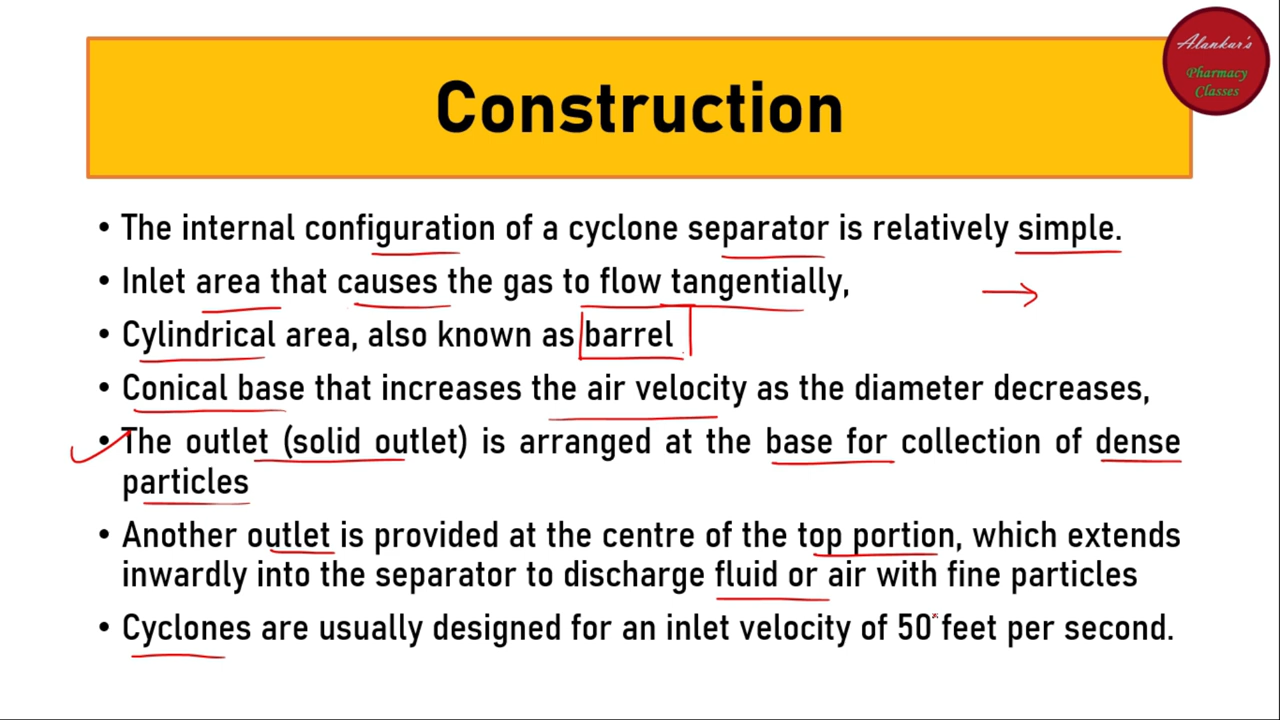 Alankur's
Pharmacy
Classes
Construction
• The internal configuration of a cyclone separator is relatively simple.
• Inlet area that causes the gas to flow tangentially,
• Cylindrical area, also known as barrel
• Conical base that increases the air velocity as the diameter decreases,
• The outlet (solid outlet) is arranged at the base for collection of dense
particles
• Another outlet is provided at the centre of the top portion, which extends
inwardly into the separator to discharge fluid or air with fine particles
• Cyclones are usually designed for an inlet velocity of 50 feet per second.